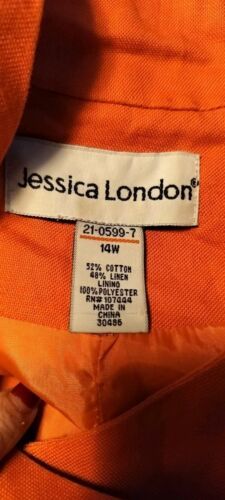 Jessica London®
21-0599-7
14W
52% COTTON
48% LINEN
LINING
100% POLYESTER
RN# 107444
MADE IN
CHINA
30486